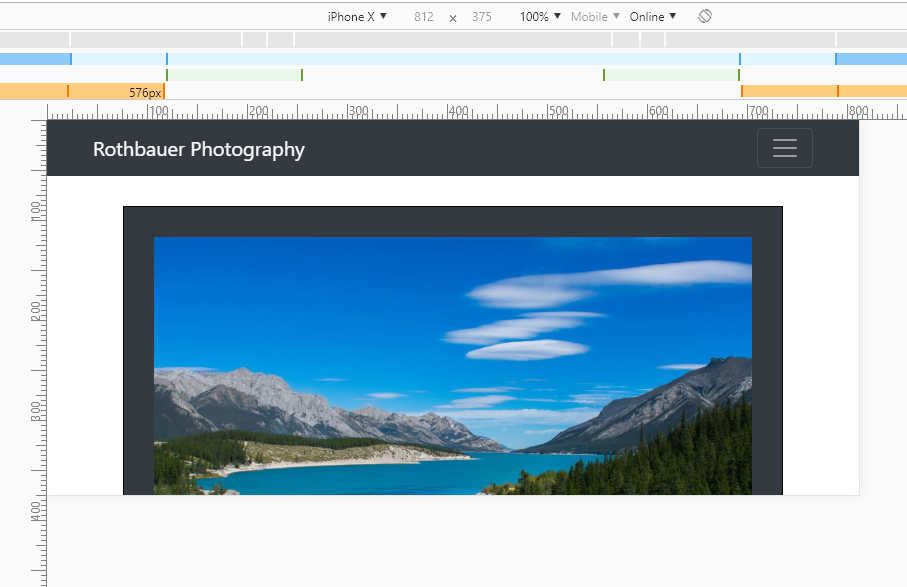 iPhone X ▼ 812 × 375 100% ▼ Mobile ▼ Online ▼
576px
100 200 300 400 500 600 700 800
Rothbauer Photography
100
200
300
400